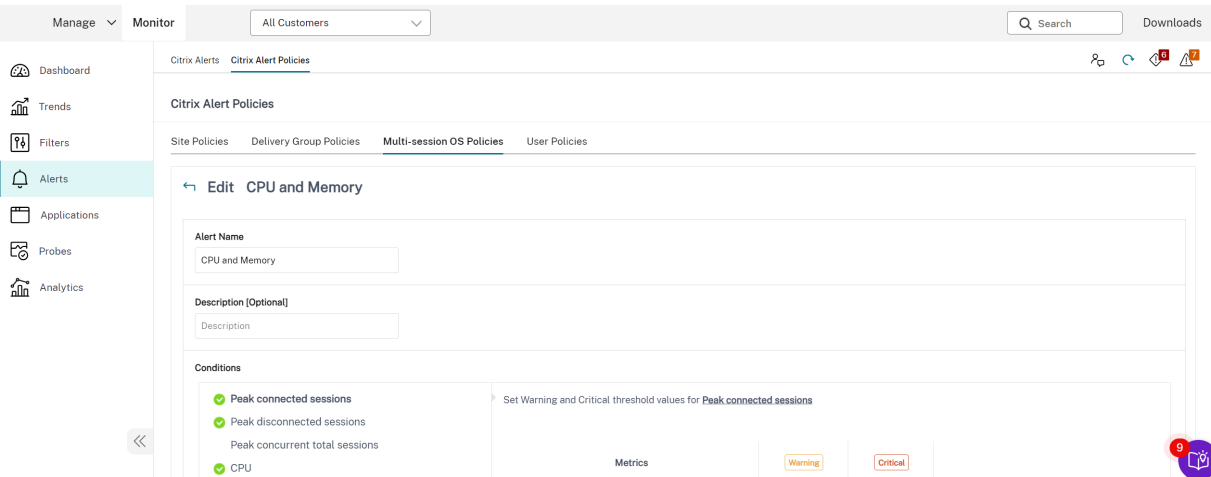 Manage Monitor All Customers Search Downloads
Dashboard
Trends
Filters
Alerts
Applications
Probes
Analytics
Citrix Alerts Citrix Alert Policies 6 7
Citrix Alert Policies
Site Policies Delivery Group Policies Multi-session OS Policies User Policies
Edit CPU and Memory
Alert Name
CPU and Memory
Description [Optional]
Description
Conditions
Peak connected sessions
Peak disconnected sessions
Peak concurrent total sessions
CPU
Set Warning and Critical threshold values for Peak connected sessions
Metrics Warning Critical
9